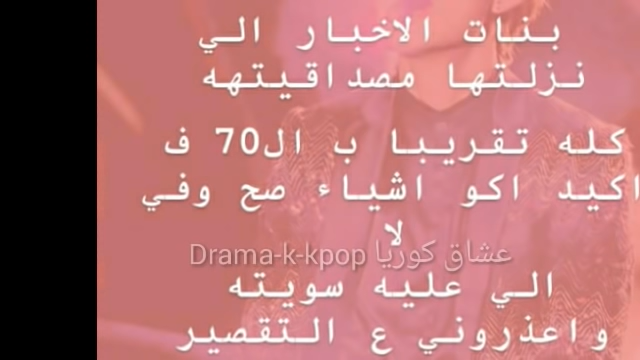 بنات الاخبار الي
نزلتها مصداقيتهه
كله تقريبا ب ال70 ف
اكيد اكو اشياء صح وفي
لا
عشاق كوريا Drama-k-kpop
الي عليه سويته
واعذروني ع التقصير